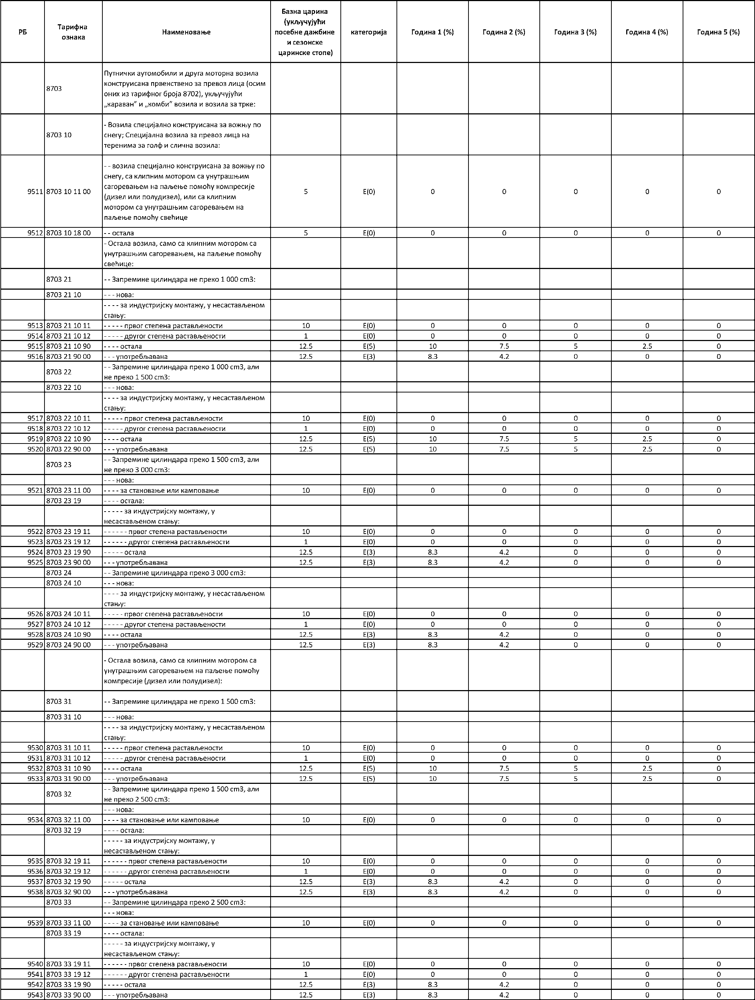 РБ
Тарифна
ознака
Наименовање
Базна царина
(укључујући
посебне дажбине
и сезонске
царинске стопе)
категорија
Година 1 (%)
Година 2 (%)
Година 3 (%)
Година 4 (%)
Година 5 (%)
8703
Путнички аутомобили и друга моторна возила
конструисана првенствено за превоз лица (осим
оних из тарифног броја 8702), укључујући
„караван” и „комби” возила и возила за трке:
8703 10
- Возила специјално конструисана за вожњу по
снегу; Специјална возила за превоз лица на
теренима за голф и слична возила:
9511 8703 10 11 00
- - возила специјално конструисана за вожњу по
снегу, са клипним мотором са унутрашњим
сагоревањем на паљење помоћу компресије
(дизел или полудизел), или са клипним
мотором са унутрашњим сагоревањем на
паљење помоћу свећице
5 E(0) 0 0 0 0 0
9512 8703 10 18 00 - - остала 5 E(0) 0 0 0 0 0
- Остала возила, само са клипним мотором са
унутрашњим сагоревањем, на паљење помоћу
свећице:
8703 21 - - Запремине цилиндара не преко 1 000 cm3:
8703 21 10 - - - нова:
- - - - за индустријску монтажу, у несастављеном
стању:
9513 8703 21 10 11 - - - - - првог степена растављености 10 E(0) 0 0 0 0 0
9514 8703 21 10 12 - - - - - другог степена растављености 1 E(0) 0 0 0 0 0
9515 8703 21 10 90 - - - - остала 12.5 E(5) 10 7.5 5 2.5 0
9516 8703 21 90 00 - - - употребљавана 12.5 E(3) 8.3 4.2 0 0 0
8703 22
- - Запремине цилиндара преко 1 000 cm3, али
не преко 1 500 cm3:
8703 22 10 - - - нова:
- - - - за индустријску монтажу, у несастављеном
стању:
9517 8703 22 10 11 - - - - - првог степена растављености 10 E(0) 0 0 0 0 0
9518 8703 22 10 12 - - - - - другог степена растављености 1 E(0) 0 0 0 0 0
9519 8703 22 10 90 - - - - остала 12.5 E(5) 10 7.5 5 2.5 0
9520 8703 22 90 00 - - - употребљавана 12.5 E(5) 10 7.5 5 2.5 0
8703 23
- - Запремине цилиндара преко 1 500 cm3, али
не преко 3 000 cm3:
- - - нова:
9521 8703 23 11 00 - - - - за становање или камповање 10 E(0) 0 0 0 0 0
8703 23 19 - - - - остала:
- - - - - за индустријску монтажу, у
несастављеном стању:
9522 8703 23 19 11 - - - - - - првог степена растављености 10 E(0) 0 0 0 0 0
9523 8703 23 19 12 - - - - - - другог степена растављености 1 E(0) 0 0 0 0 0
9524 8703 23 19 90 - - - - - остала 12.5 E(3) 8.3 4.2 0 0 0
9525 8703 23 90 00 - - - употребљавана 12.5 E(3) 8.3 4.2 0 0 0
8703 24 - - Запремине цилиндара преко 3 000 cm3:
8703 24 10 - - - нова:
- - - - за индустријску монтажу, у несастављеном
стању:
9526 8703 24 10 11 - - - - - првог степена растављености 10 E(0) 0 0 0 0 0
9527 8703 24 10 12 - - - - - другог степена растављености 1 E(0) 0 0 0 0 0
9528 8703 24 10 90 - - - - остала 12.5 E(3) 8.3 4.2 0 0 0
9529 8703 24 90 00 - - - употребљавана 12.5 E(3) 8.3 4.2 0 0 0
- Остала возила, само са клипним мотором са
унутрашњим сагоревањем на паљење помоћу
компресије (дизел или полудизел):
8703 31 - - Запремине цилиндара не преко 1 500 cm3:
8703 31 10 - - - нова:
- - - - за индустријску монтажу, у несастављеном
стању:
9530 8703 31 10 11 - - - - - првог степена растављености 10 E(0) 0 0 0 0 0
9531 8703 31 10 12 - - - - - другог степена растављености 1 E(0) 0 0 0 0 0
9532 8703 31 10 90 - - - - остала 12.5 E(5) 10 7.5 5 2.5 0
9533 8703 31 90 00 - - - употребљавана 12.5 E(5) 10 7.5 5 2.5 0
8703 32
- - Запремине цилиндара преко 1 500 cm3, али
не преко 2 500 cm3:
- - - нова:
9534 8703 32 11 00 - - - - за становање или камповање 10 E(0) 0 0 0 0 0
8703 32 19 - - - - остала:
- - - - - за индустријску монтажу, у
несастављеном стању:
9535 8703 32 19 11 - - - - - - првог степена растављености 10 E(0) 0 0 0 0 0
9536 8703 32 19 12 - - - - - - другог степена растављености 1 E(0) 0 0 0 0 0
9537 8703 32 19 90 - - - - - остала 12.5 E(3) 8.3 4.2 0 0 0
9538 8703 32 90 00 - - - употребљавана 12.5 E(3) 8.3 4.2 0 0 0
8703 33 - - Запремине цилиндара преко 2 500 cm3:
- - - нова:
9539 8703 33 11 00 - - - - за становање или камповање 10 E(0) 0 0 0 0 0
8703 33 19 - - - - остала:
- - - - - за индустријску монтажу, у
несастављеном стању:
9540 8703 33 19 11 - - - - - - првог степена растављености 10 E(0) 0 0 0 0 0
9541 8703 33 19 12 - - - - - - другог степена растављености 1 E(0) 0 0 0 0 0
9542 8703 33 19 90 - - - - - остала 12.5 E(3) 8.3 4.2 0 0 0
9543 8703 33 90 00 - - - употребљавана 12.5 E(3) 8.3 4.2 0 0 0